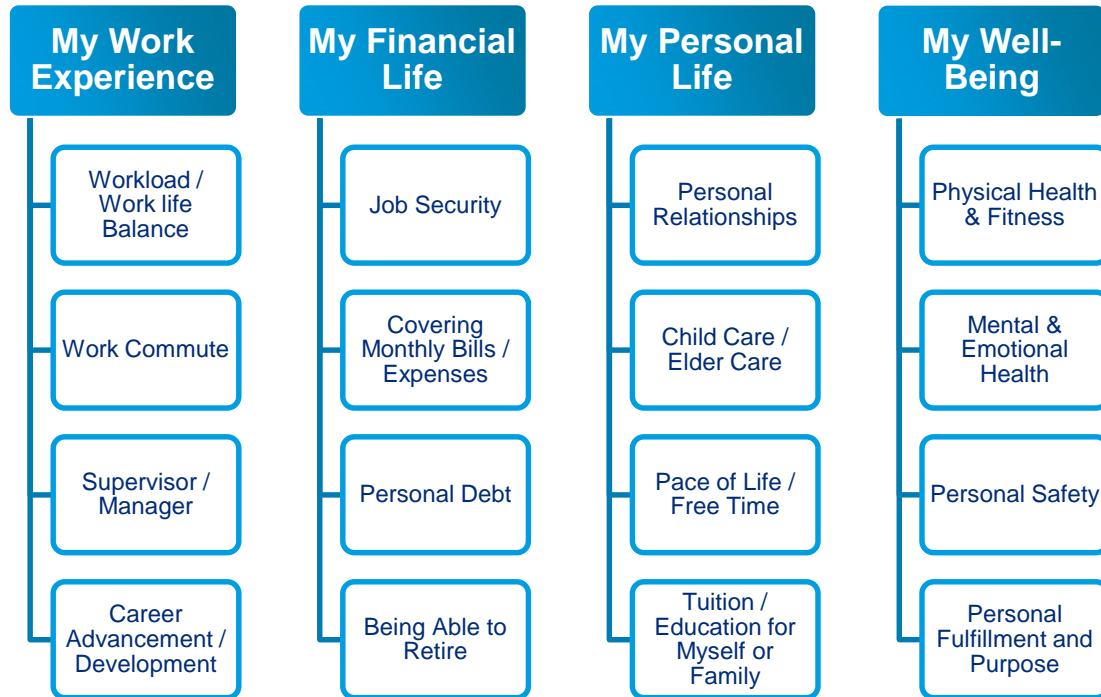 My Work
Experience
Workload /
Work life
Balance
Work Commute
Supervisor /
Manager
Career
Advancement /
Development
My Financial
Life
Job Security
Covering
Monthly Bills /
Expenses
Personal Debt
Being Able to
Retire
My Personal
Life
Personal
Relationships
Child Care /
Elder Care
Pace of Life /
Free Time
Tuition /
Education for
Myself or
Family
My Well-
Being
Physical Health
& Fitness
Mental &
Emotional
Health
Personal Safety
Personal
Fulfillment and
Purpose